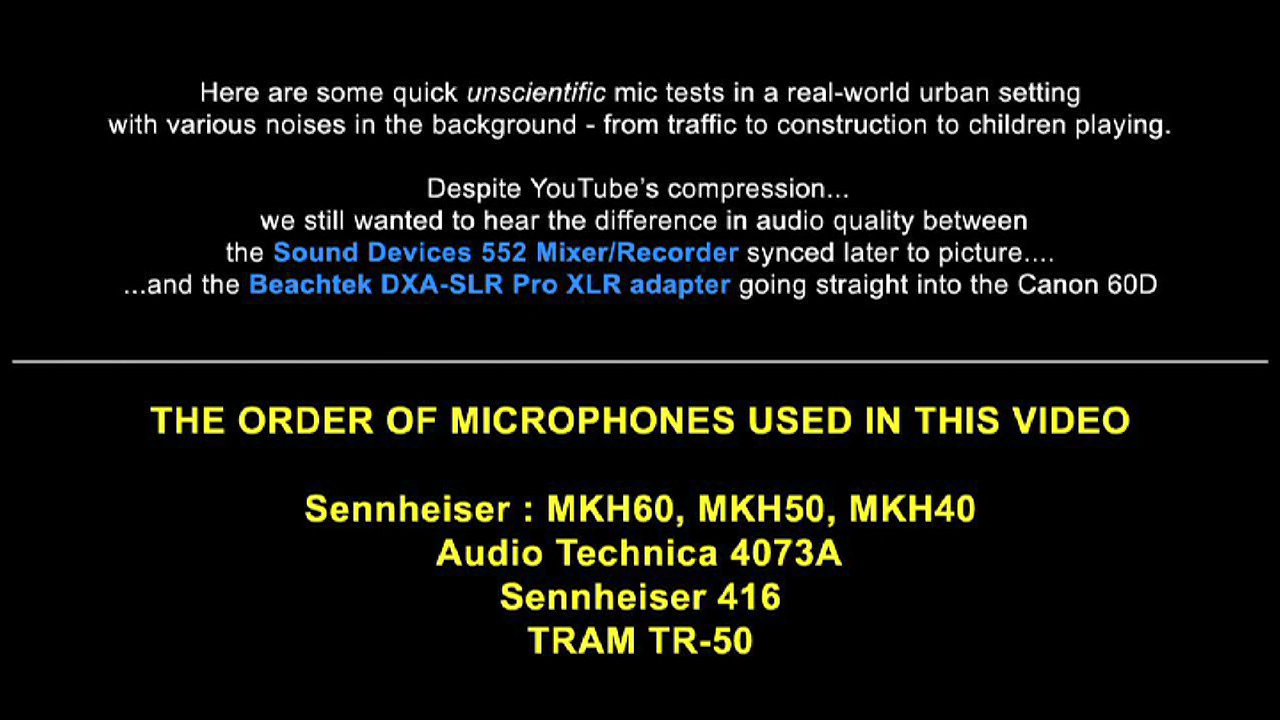 Here are some quick unscientific mic tests in a real-world urban setting
with various noises in the background - from traffic to construction to children playing.
Despite YouTube’s compression...
we still wanted to hear the difference in audio quality between
the Sound Devices 552 Mixer/Recorder synced later to picture....
...and the Beachtek DXA-SLR Pro XLR adapter going straight into the Canon 60D
THE ORDER OF MICROPHONES USED IN THIS VIDEO
Sennheiser : MKH60, MKH50, MKH40
Audio Technica 4073A
Sennheiser 416
TRAM TR-50